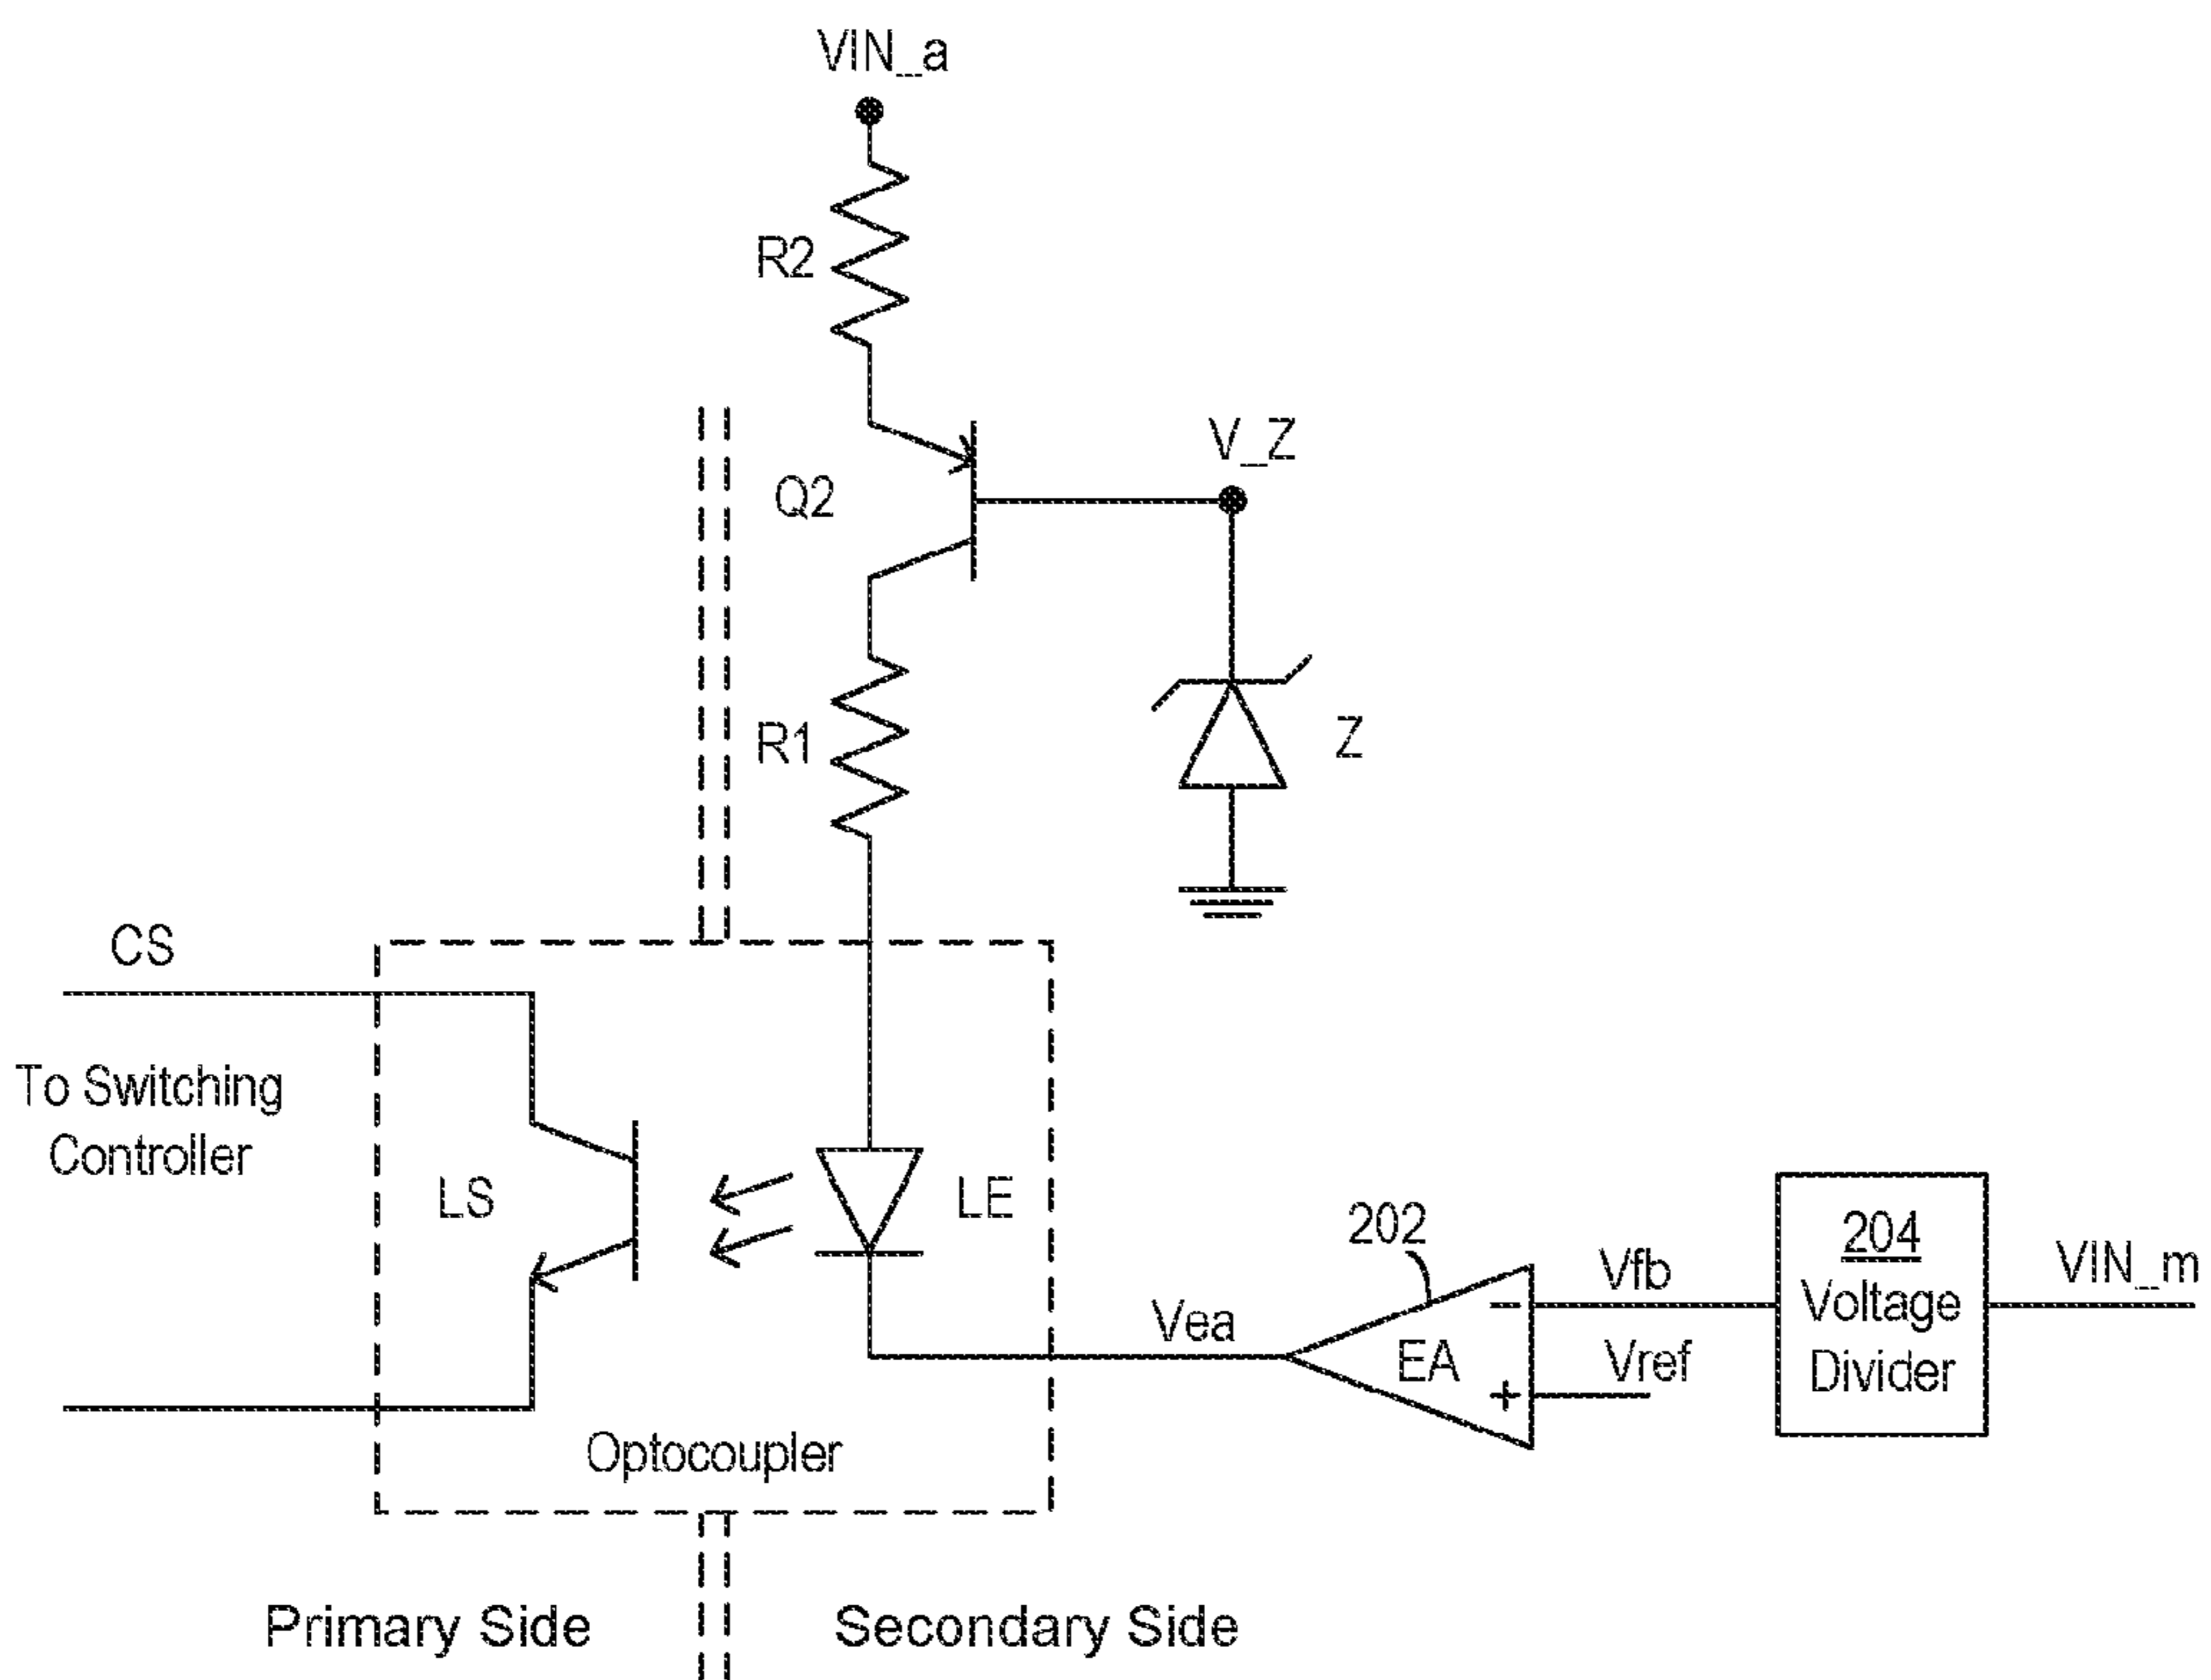 VIN_a
R2
V_Z
Q2
R1
Z
CS
To Switching
Controller
LS
LE
202
204
Voltage
Divider
Vfb
VIN_m
Vea
EA
Vref
−
+
Optocoupler
Primary Side
Secondary Side